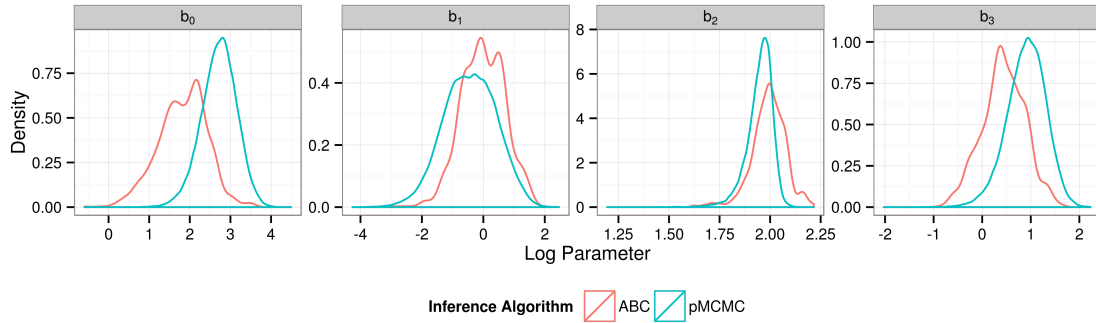 b₀ b₁ b₂ b₃
Density
0.00 0.25 0.50 0.75
0 1 2 3 4
0.0 0.2 0.4
-4 -2 0 2
0 2 4 6 8
1.25 1.50 1.75 2.00 2.25
0.00 0.25 0.50 0.75 1.00
-2 -1 0 1 2
Log Parameter
Inference Algorithm ABC pMCMC